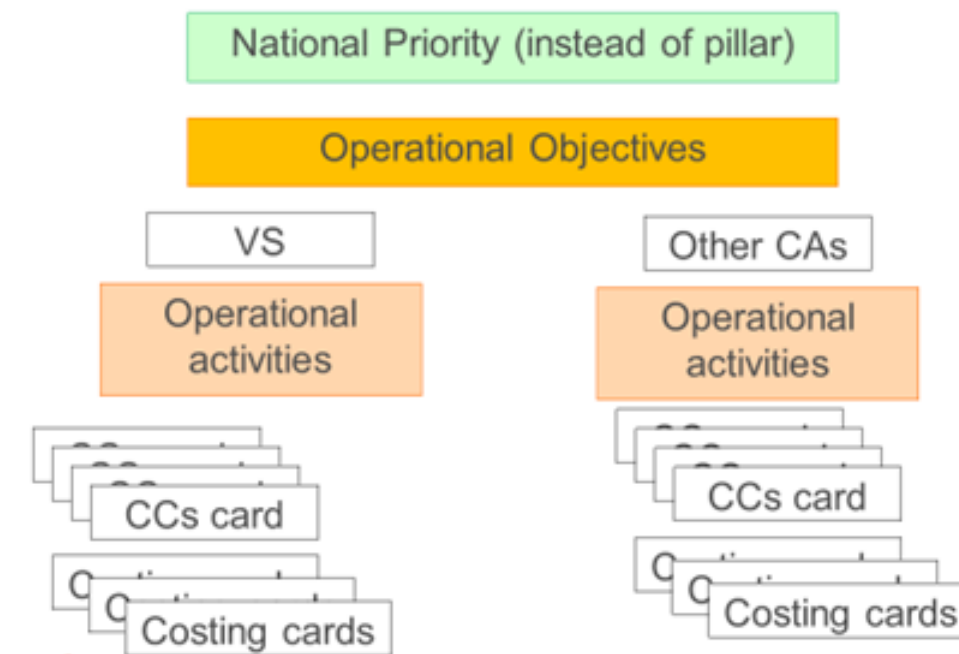 National Priority (instead of pillar)
Operational Objectives
VS
Other CAs
Operational
activities
Operational
activities
CCs card
CCs card
Costing cards
Costing cards